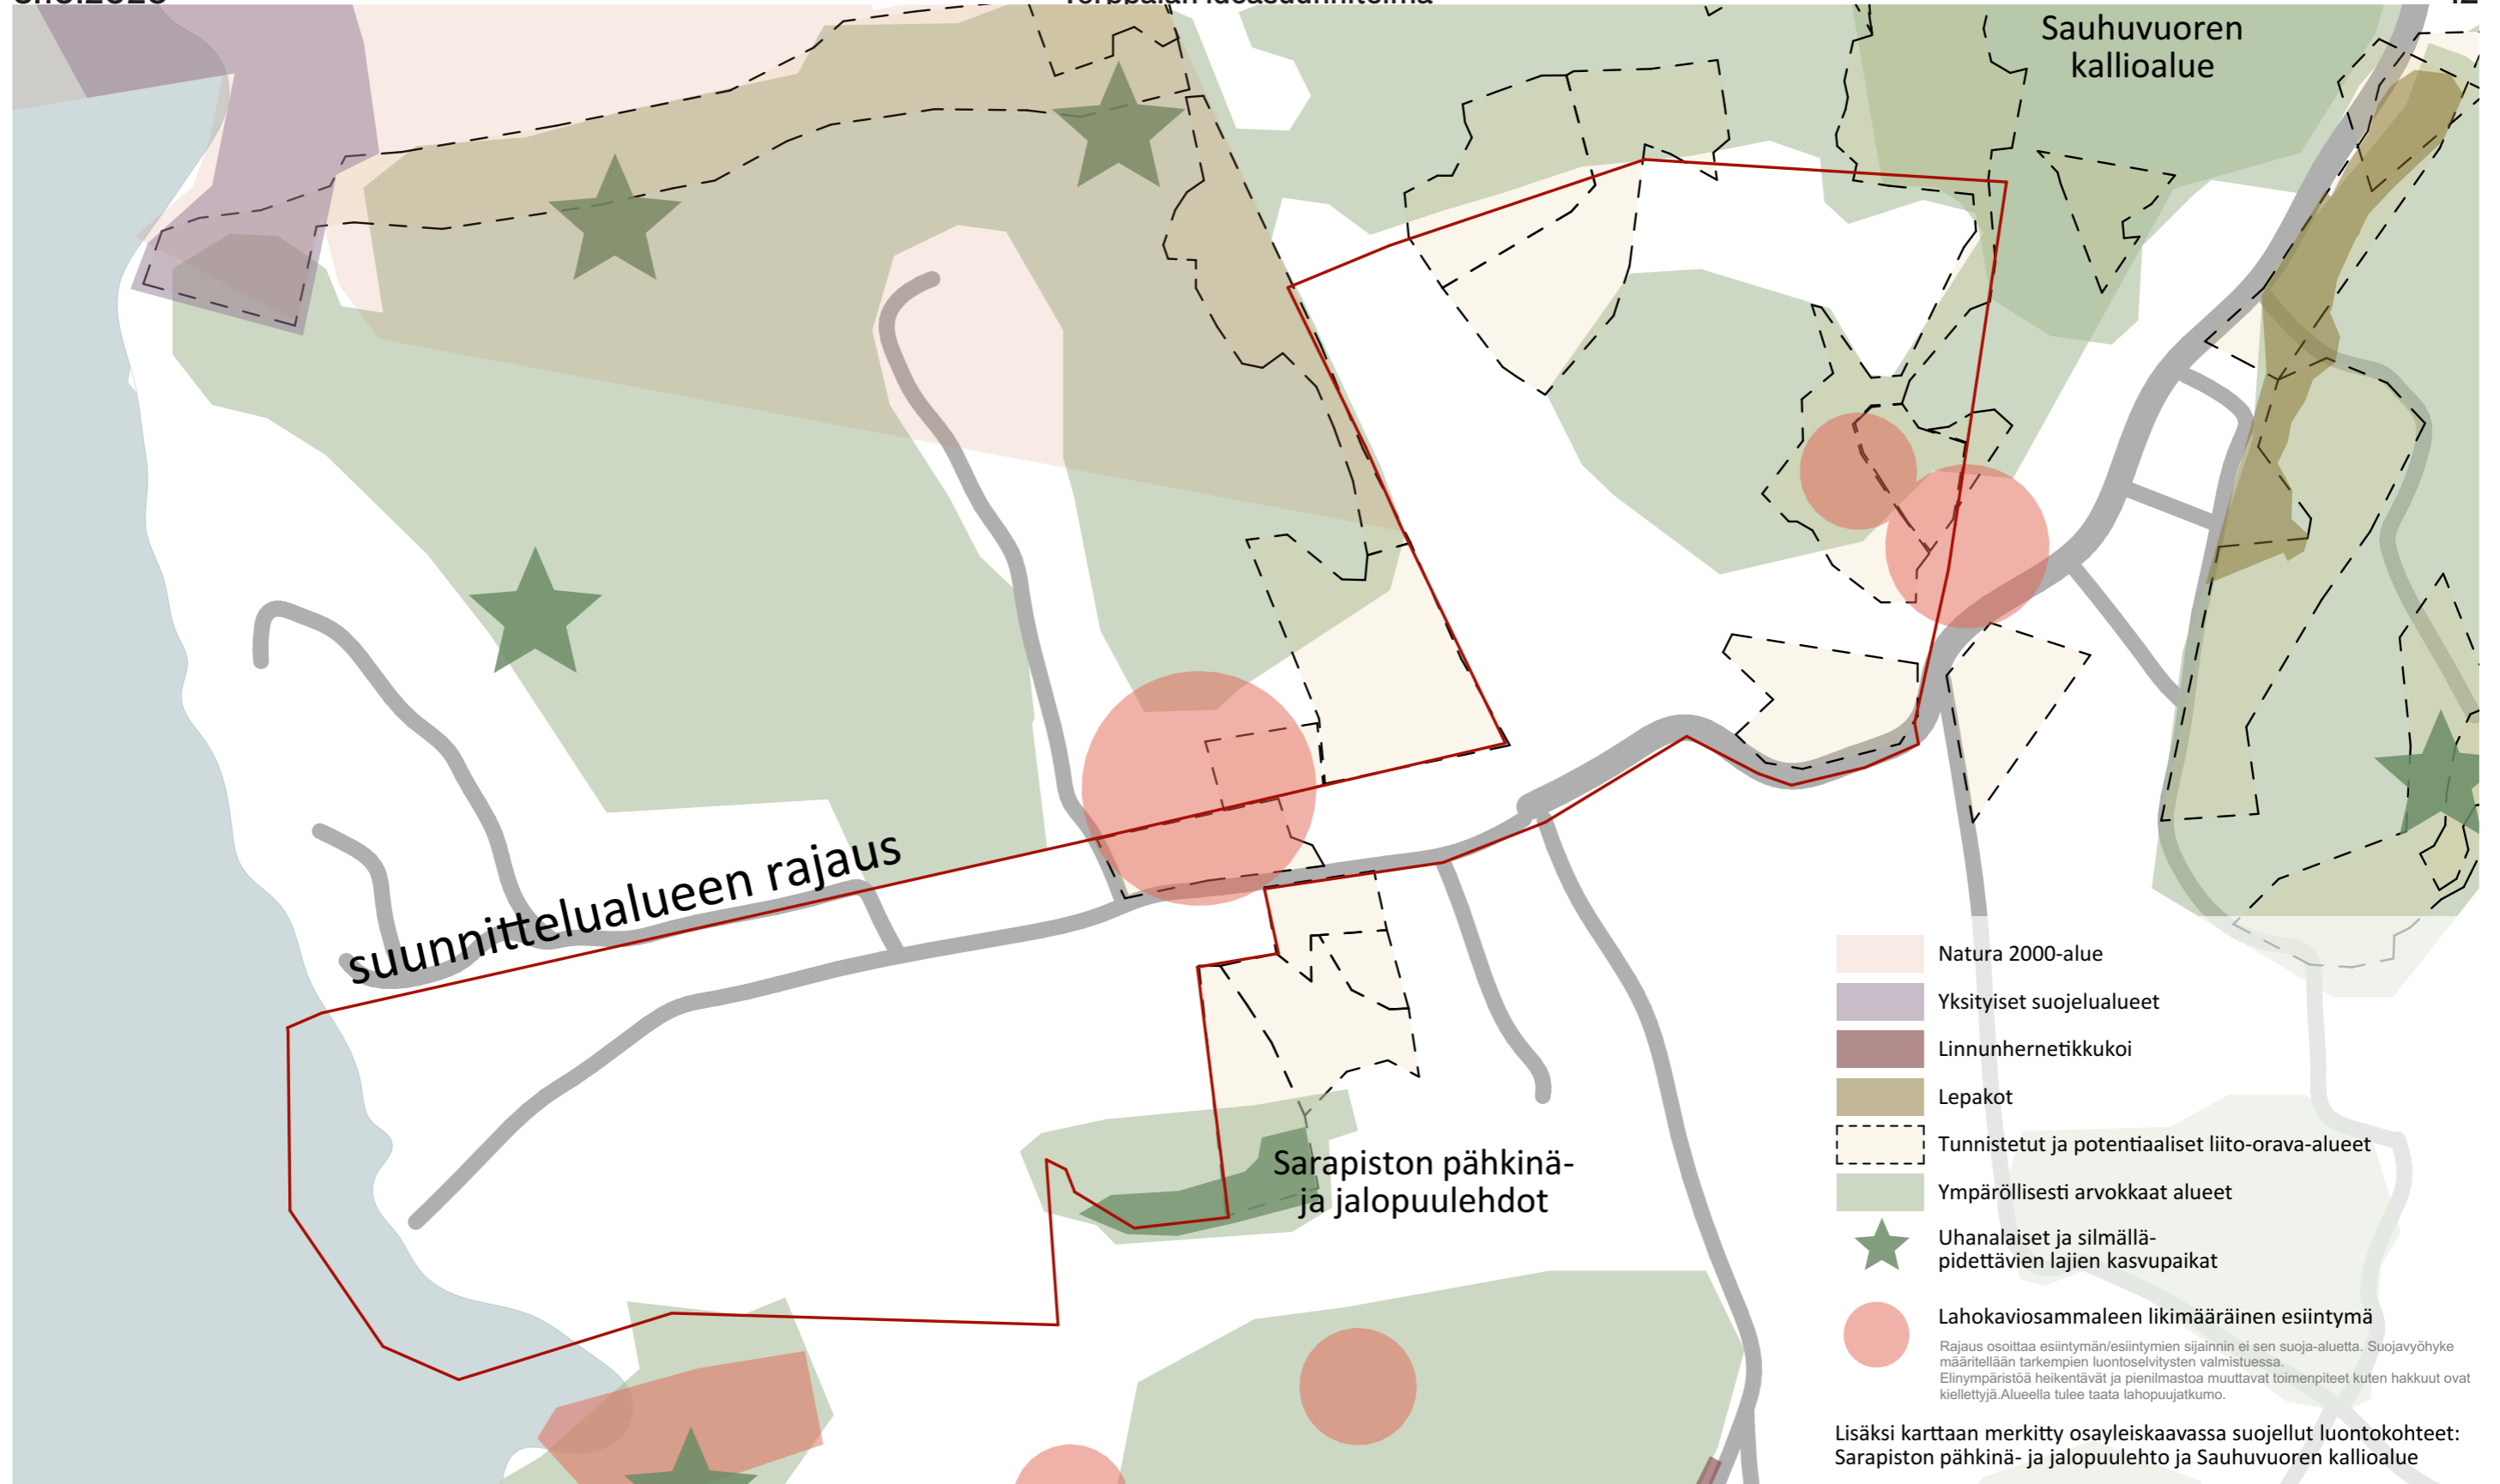 Torppalan ideasuunnitelma
12
Sauhuvuoren
kallioalue
suunnittelualueen rajaus
Sarapiston pähkinä-
ja jalopuulehdot
Natura 2000-alue
Yksityiset suojelualueet
Linnunhernetikkukoi
Lepakot
Tunnistetut ja potentiaaliset liito-orava-alueet
Ympäröllisesti arvokkaat alueet
Uhanalaiset ja silmällä-
pidettävien lajien kasvupaikat
Lahokaviosammaleen likimääräinen esiintymä
Rajaus osoittaa esiintymän/esiintymien sijainnin ei sen suoja-aluetta. Suojavyöhyke
määritellään tarkempien luontoselvitysten valmistuessa.
Elinympäristöä heikentävät ja pienilmastoa muuttavat toimenpiteet kuten hakkuut ovat
kiellettyjä.Alueella tulee taata lahopuujatkumo.
Lisäksi karttaan merkitty osayleiskaavassa suojellut luontokohteet:
Sarapiston pähkinä- ja jalopuulehto ja Sauhuvuoren kallioalue